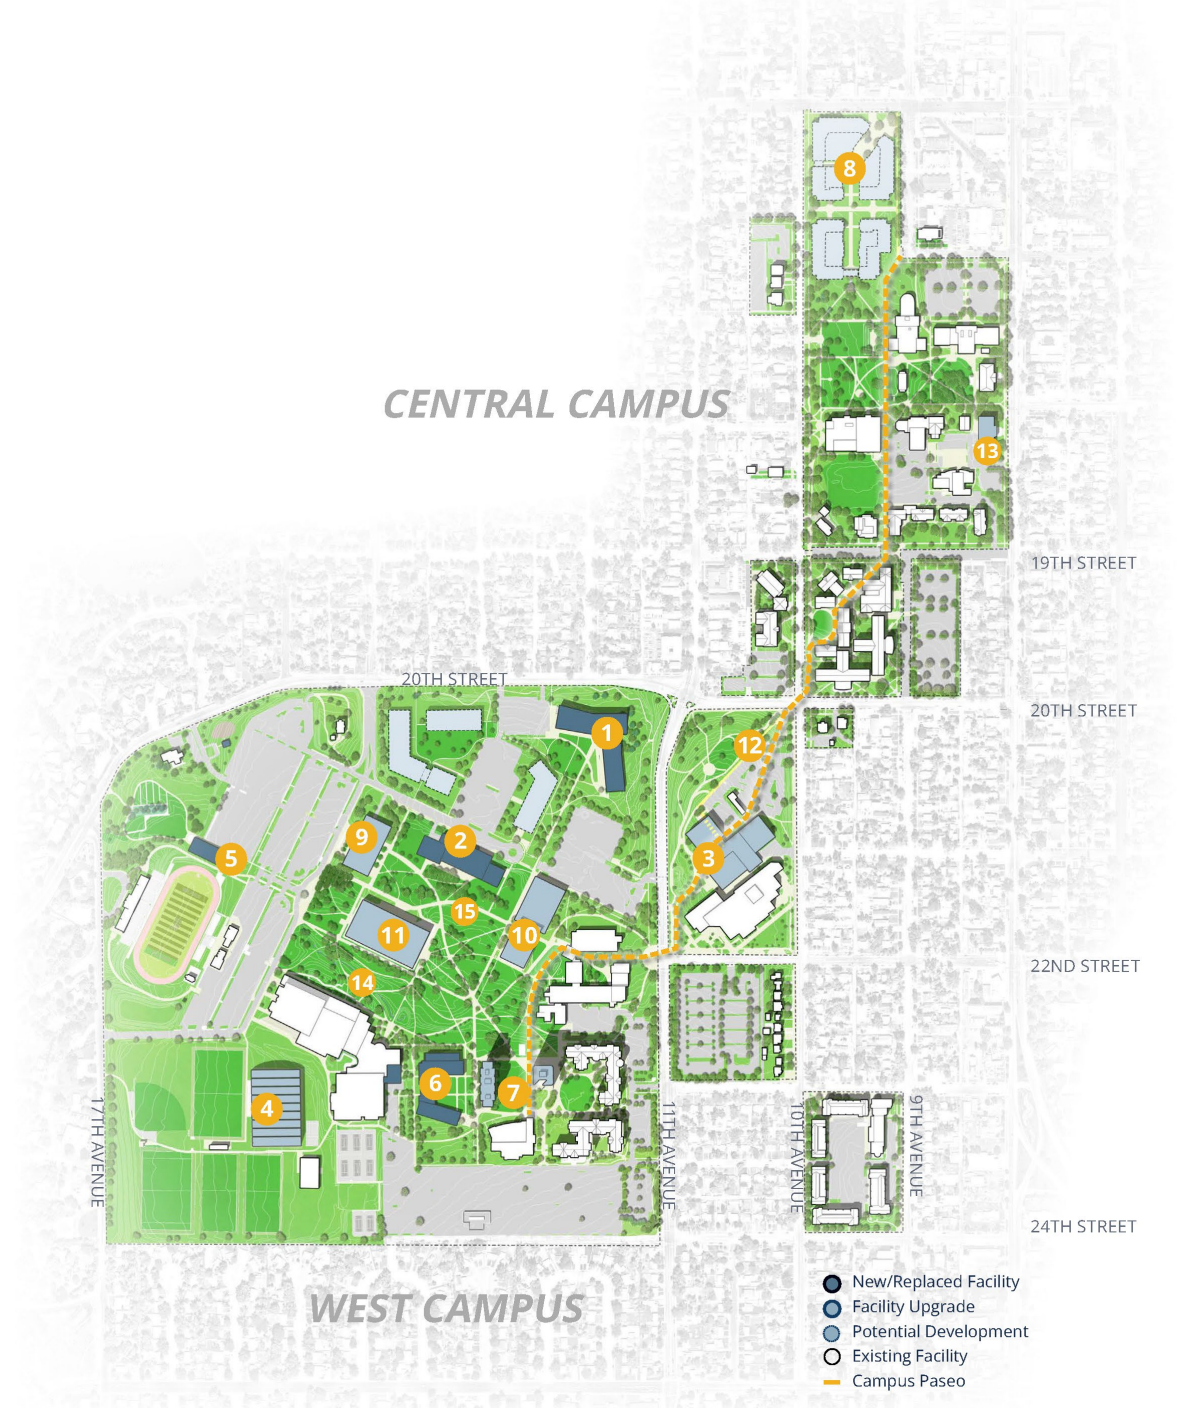 8
CENTRAL CAMPUS
13
19TH STREET
20TH STREET
20TH STREET
1
12
2
9
3
5
15
10
11
22ND STREET
14
6
7
4
17TH AVENUE
11TH AVENUE
10TH AVENUE
9TH AVENUE
24TH STREET
WEST CAMPUS
New/Replaced Facility
Facility Upgrade
Potential Development
Existing Facility
Campus Paseo